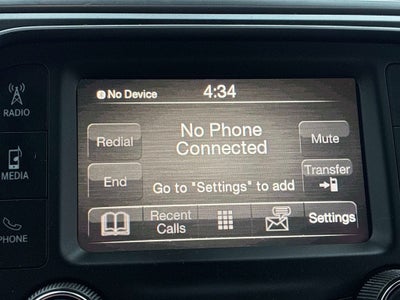 No Device
4:34
RADIO
No Phone
Connected
Redial
Mute
MEDIA
Transfer
End
Go to "Settings" to add
PHONE
Recent
Calls
Settings